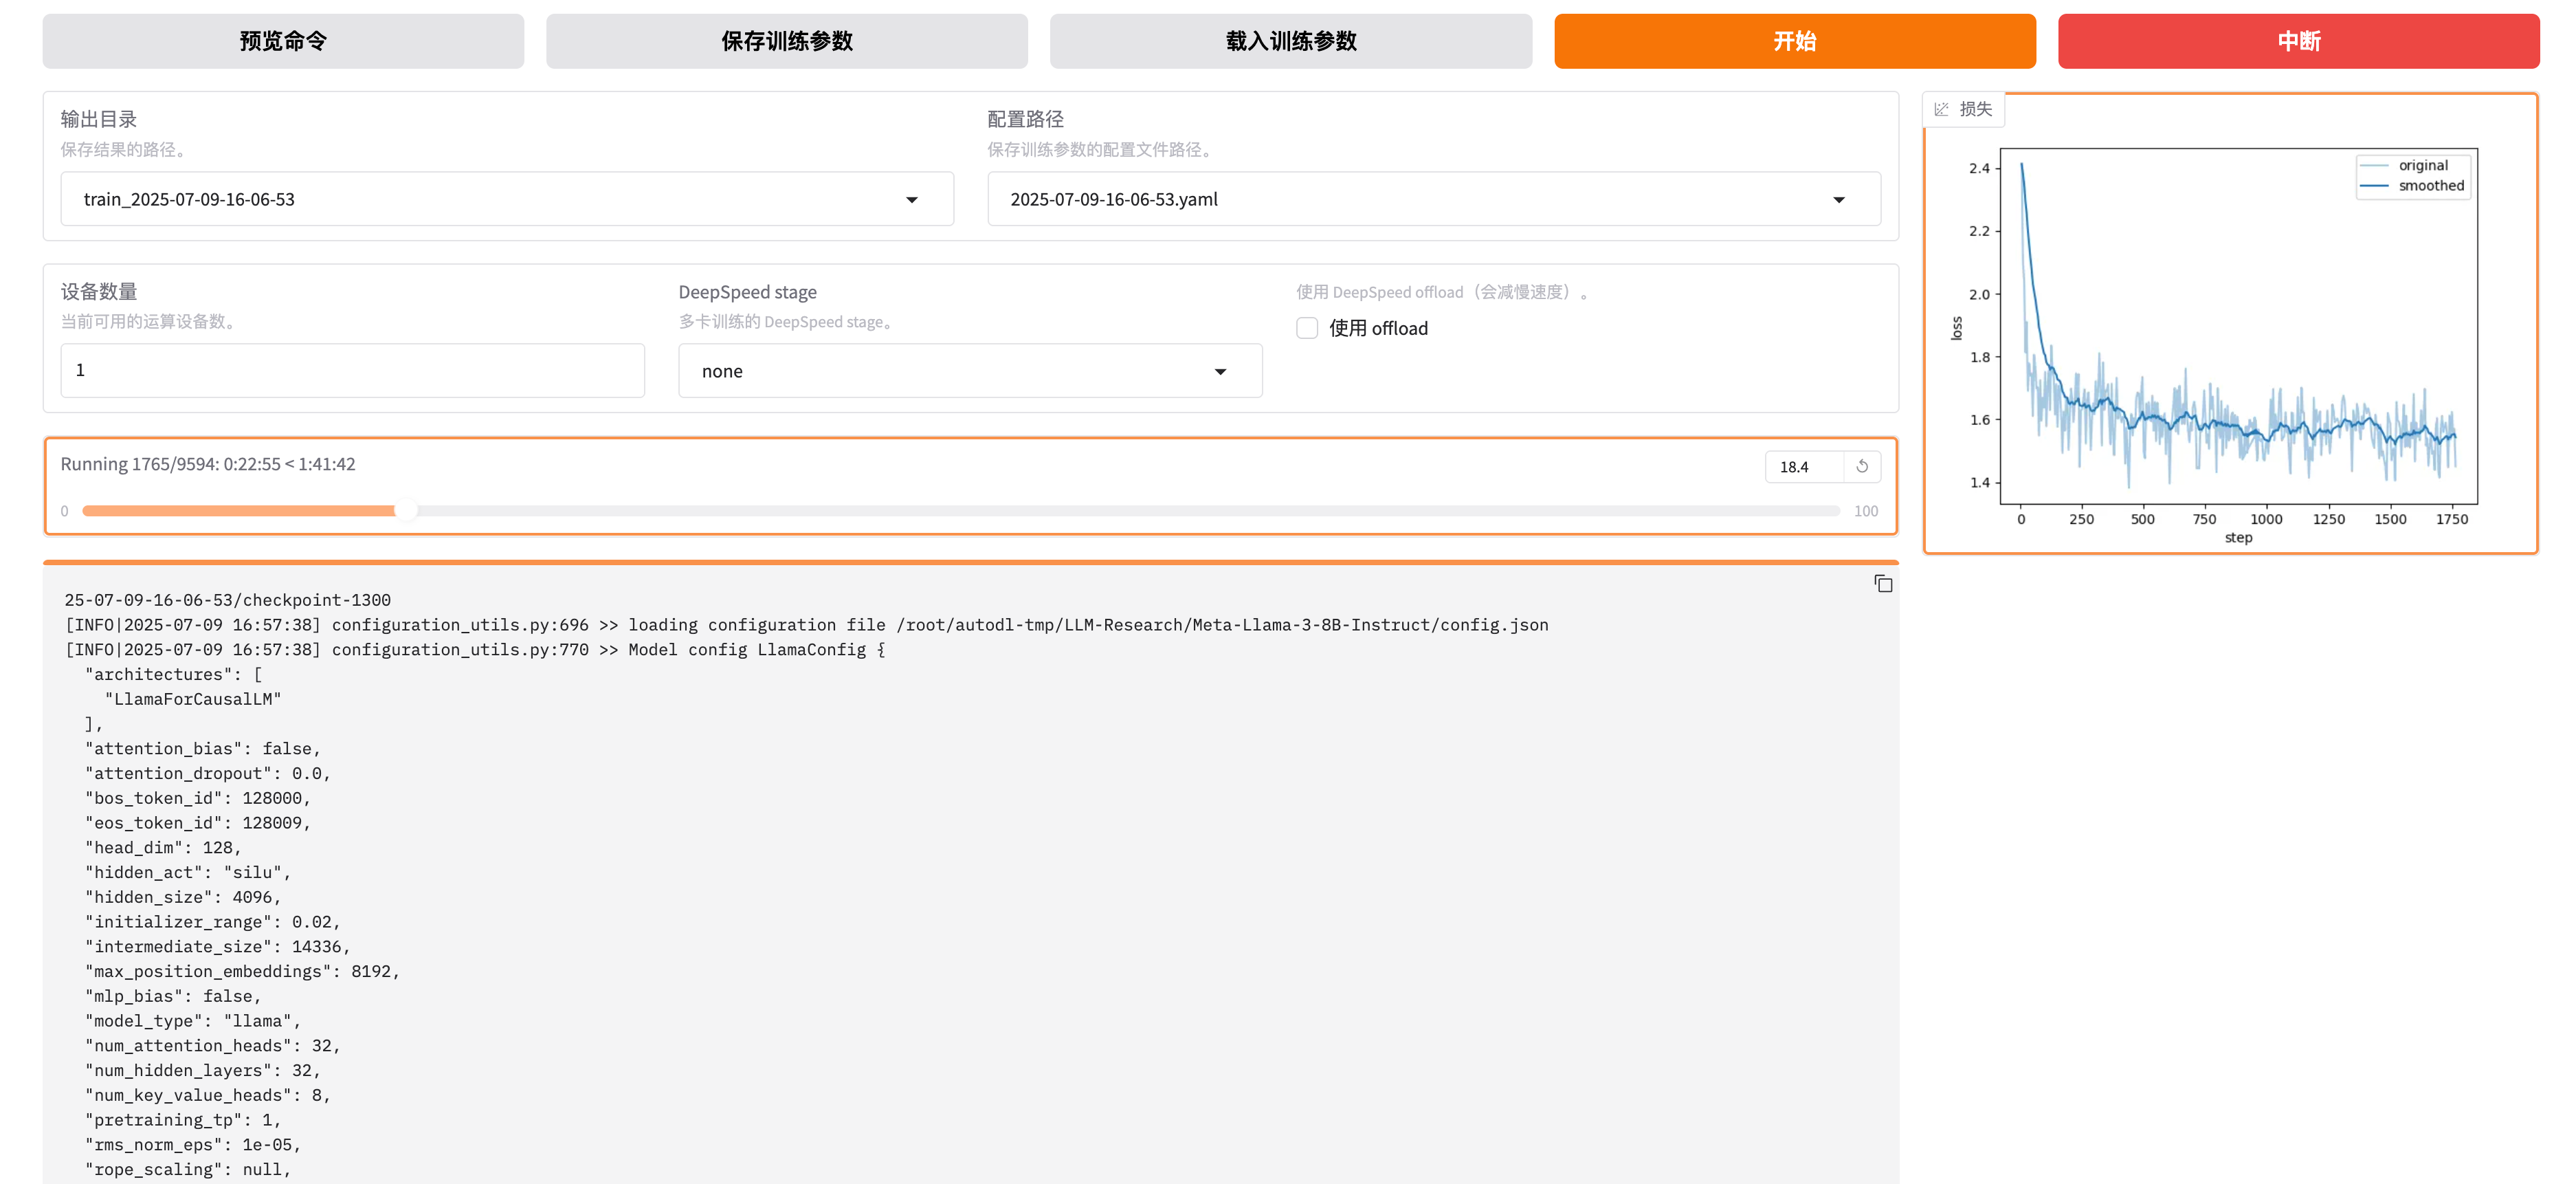 预览命令
保存训练参数
载入训练参数
开始
中断
输出目录
保存结果的路径。
train_2025-07-09-16-06-53
配置路径
保存训练参数的配置文件路径。
2025-07-09-16-06-53.yaml
设备数量
当前可用的运算设备数。
1
DeepSpeed stage
多卡训练的 DeepSpeed stage。
none
使用 DeepSpeed offload（会减慢速度）。
使用 offload
Running 1765/9594: 0:22:55 < 1:41:42
18.4
0
100
损失
original
smoothed
2.4
2.2
2.0
1.8
1.6
1.4
loss
0 250 500 750 1000 1250 1500 1750
step
25-07-09-16-06-53/checkpoint-1300
[INFO|2025-07-09 16:57:38] configuration_utils.py:696 >> loading configuration file /root/autodl-tmp/LLM-Research/Meta-Llama-3-8B-Instruct/config.json
[INFO|2025-07-09 16:57:38] configuration_utils.py:770 >> Model config LlamaConfig {
"architectures": [
"LlamaForCausalLM"
],
"attention_bias": false,
"attention_dropout": 0.0,
"bos_token_id": 128000,
"eos_token_id": 128009,
"head_dim": 128,
"hidden_act": "silu",
"hidden_size": 4096,
"initializer_range": 0.02,
"intermediate_size": 14336,
"max_position_embeddings": 8192,
"mlp_bias": false,
"model_type": "llama",
"num_attention_heads": 32,
"num_hidden_layers": 32,
"num_key_value_heads": 8,
"pretraining_tp": 1,
"rms_norm_eps": 1e-05,
"rope_scaling": null,